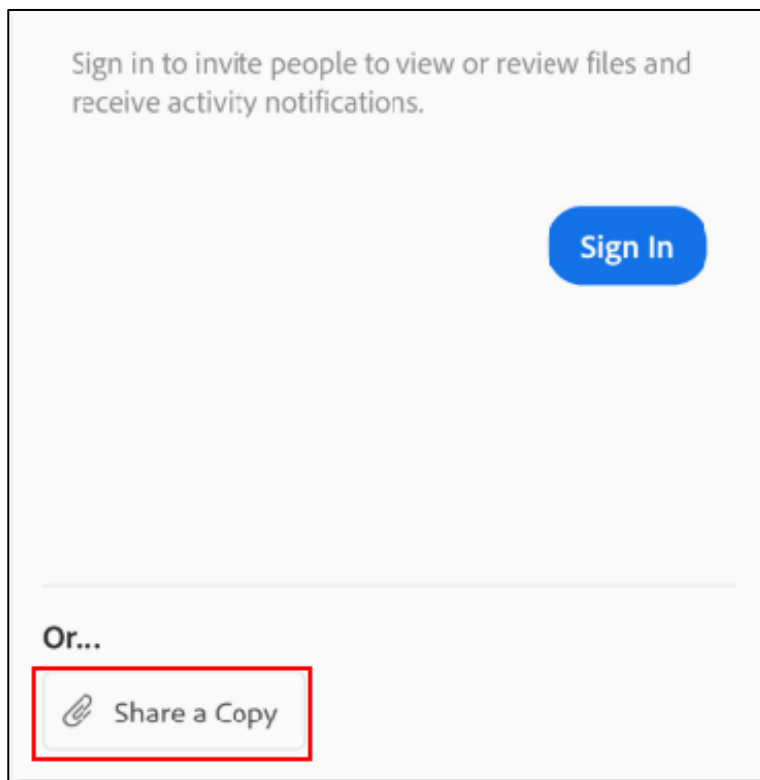 Sign in to invite people to view or review files and
receive activity notifications.
Sign In
Or...
Share a Copy